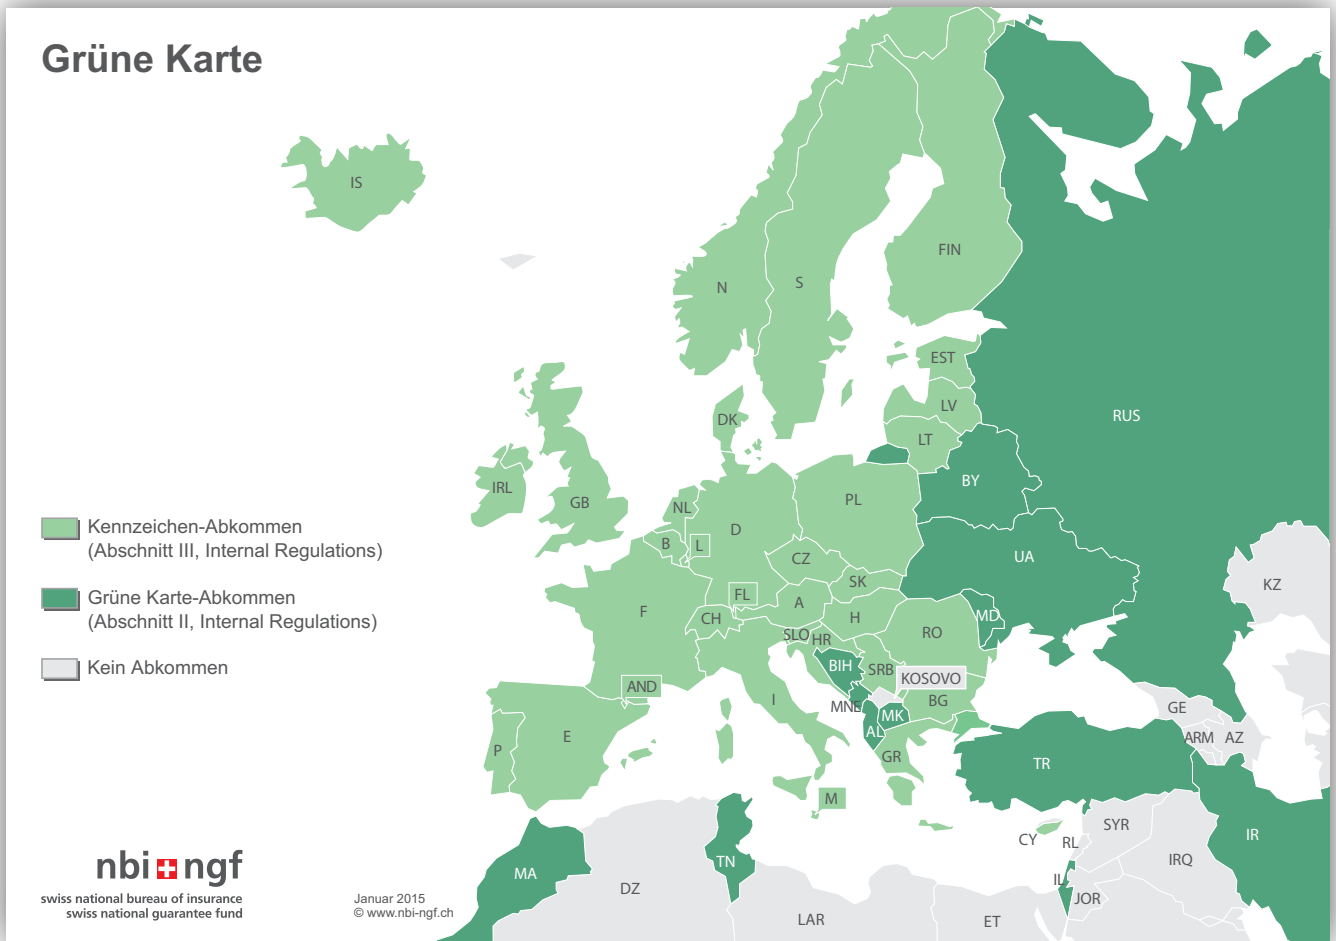 Grüne Karte
IS
FIN
N
S
EST
RUS
LV
DK
LT
BY
IRL
GB
NL
PL
D
B
L
UA
CZ
SK
KZ
FL
A
F
CH
H
MD
RO
SLO
HR
BIH
SRB
KOSOVO
AND
I
MNE
BG
MK
GE
P
E
AL
ARM
AZ
GR
TR
M
SYR
CY
RL
IR
IRQ
TN
MA
IL
DZ
JOR
LAR
ET
Kennzeichen-Abkommen
(Abschnitt III, Internal Regulations)
Grüne Karte-Abkommen
(Abschnitt II, Internal Regulations)
Kein Abkommen
nbi ngf
swiss national bureau of insurance
swiss national guarantee fund
Januar 2015
© www.nbi-ngf.ch